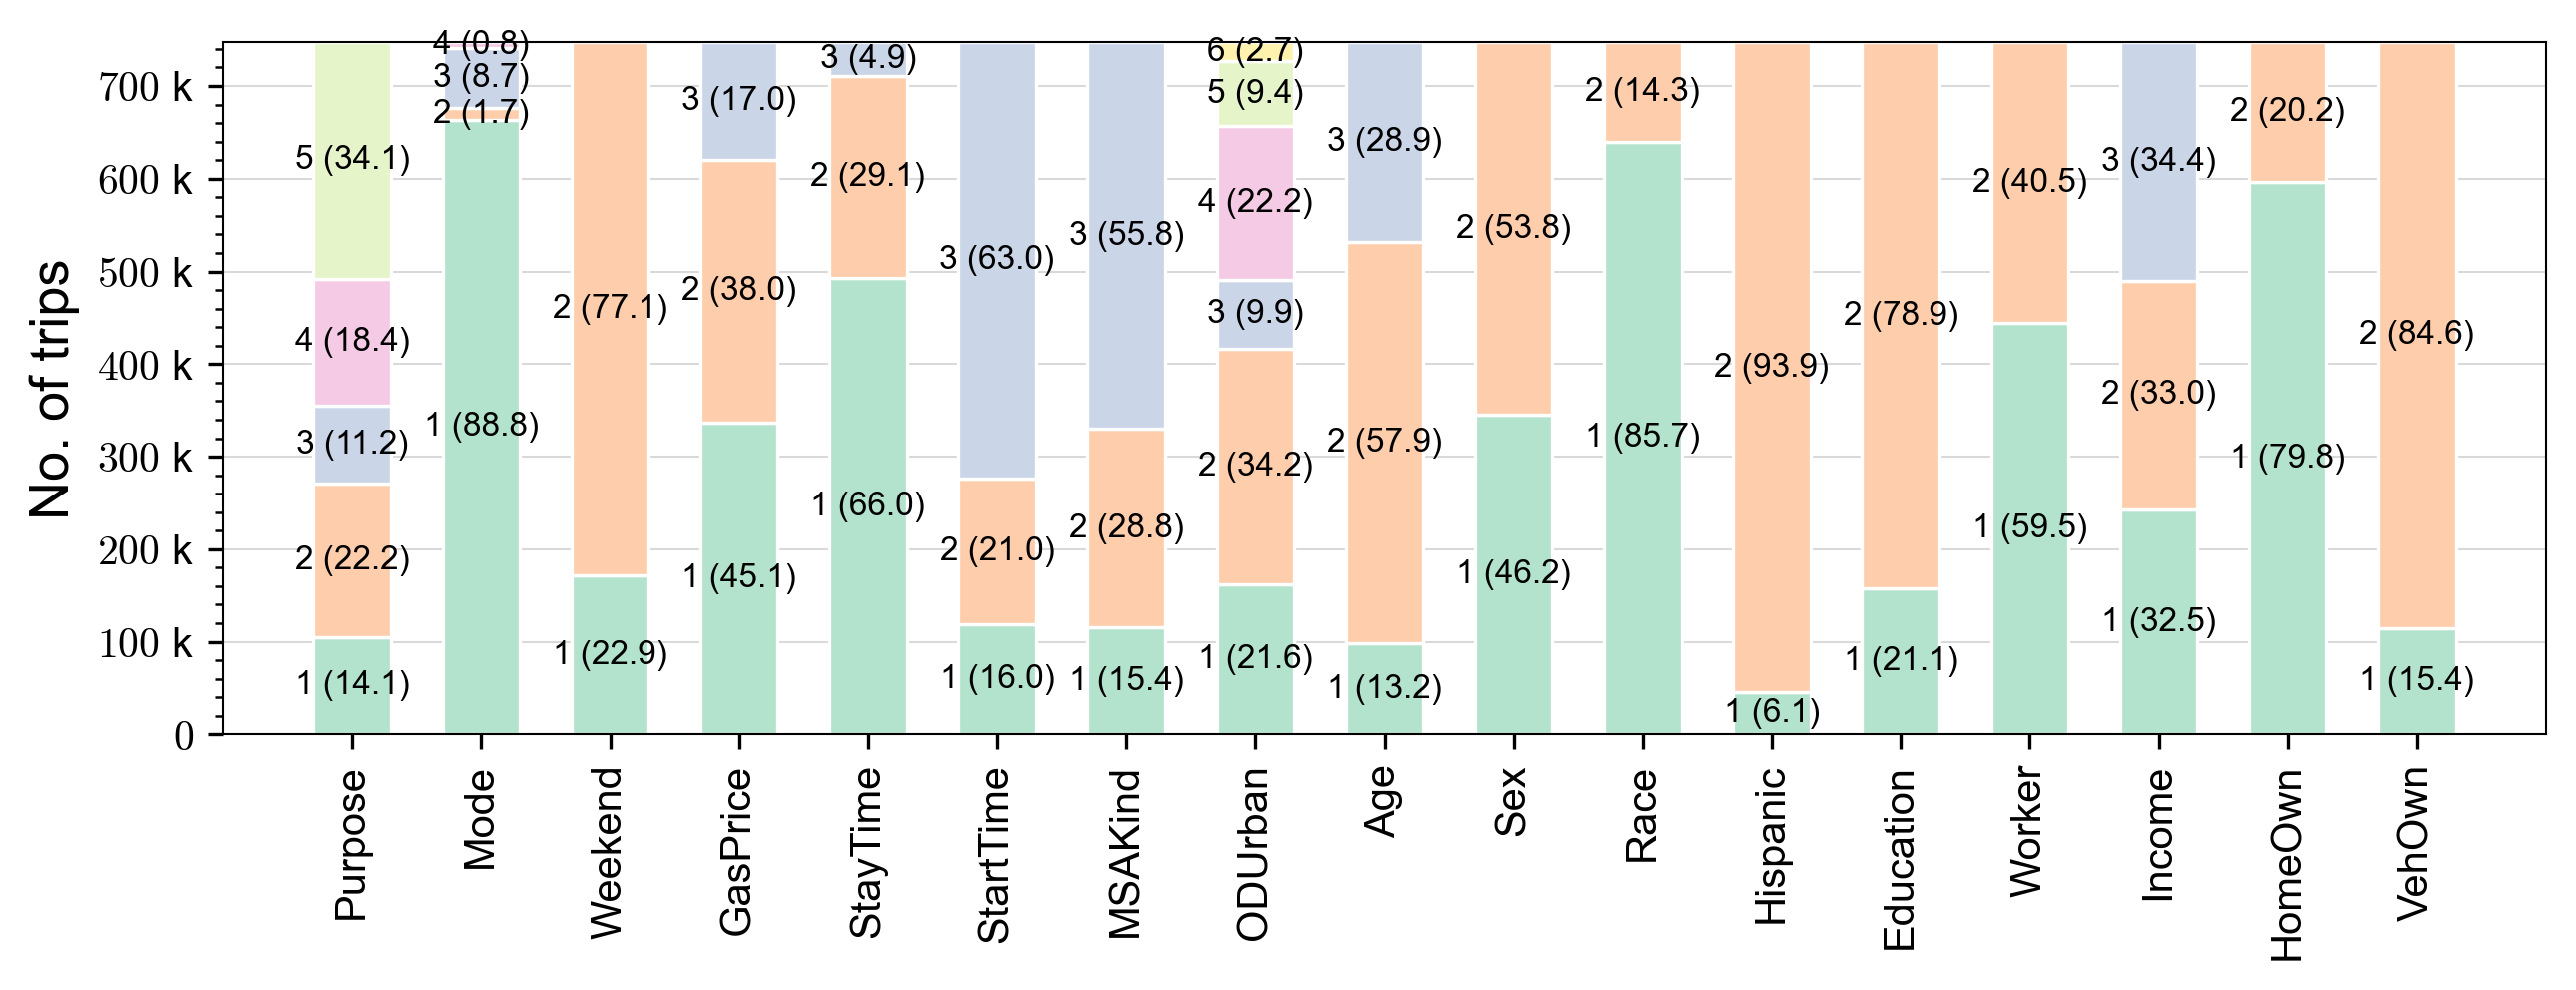 No. of trips
700 k
600 k
500 k
400 k
300 k
200 k
100 k
0
5 (34.1)
4 (18.4)
3 (11.2)
2 (22.2)
1 (14.1)
Purpose
4 (0.8)
3 (8.7)
2 (1.7)
1 (88.8)
Mode
2 (77.1)
1 (22.9)
Weekend
3 (17.0)
2 (38.0)
1 (45.1)
GasPrice
3 (4.9)
2 (29.1)
1 (66.0)
StayTime
3 (63.0)
2 (21.0)
1 (16.0)
StartTime
3 (55.8)
2 (28.8)
1 (15.4)
MSAKind
6 (2.7)
5 (9.4)
4 (22.2)
3 (9.9)
2 (34.2)
1 (21.6)
ODUrban
3 (28.9)
2 (57.9)
1 (13.2)
Age
2 (53.8)
1 (46.2)
Sex
2 (14.3)
1 (85.7)
Race
2 (93.9)
1 (6.1)
Hispanic
2 (78.9)
1 (21.1)
Education
2 (40.5)
1 (59.5)
Worker
3 (34.4)
2 (33.0)
1 (32.5)
Income
2 (20.2)
1 (79.8)
HomeOwn
2 (84.6)
1 (15.4)
VehOwn